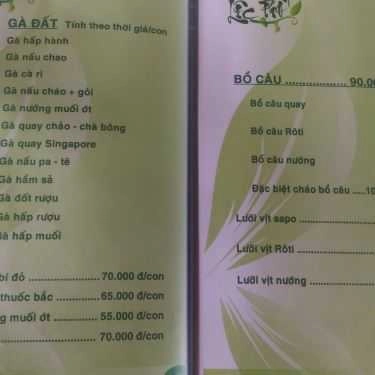 GÀ ĐẤT Tính theo thời giá/con
Gà hấp hành
Gà nấu chao
Gà cà ri
Gà nấu cháo + gỏi
Gà nướng muối ớt
Gà quay chảo - chà bông
Gà quay Singapore
Gà nấu pa - tê
Gà hầm sả
Gà đốt rượu
Gà hấp rượu
Gà hấp muối
bí đỏ ............ 70.000 đ/con
thuốc bắc ............ 65.000 đ/con
muối ớt ............ 55.000 đ/con
............ 70.000 đ/con
BỒ CÂU .................... 90.00
Bồ câu quay
Bồ câu Rôti
Bồ câu nướng
Đặc biệt cháo bồ câu .....10
Lưỡi vịt sapo
Lưỡi vịt Rôti
Lưỡi vịt nướng